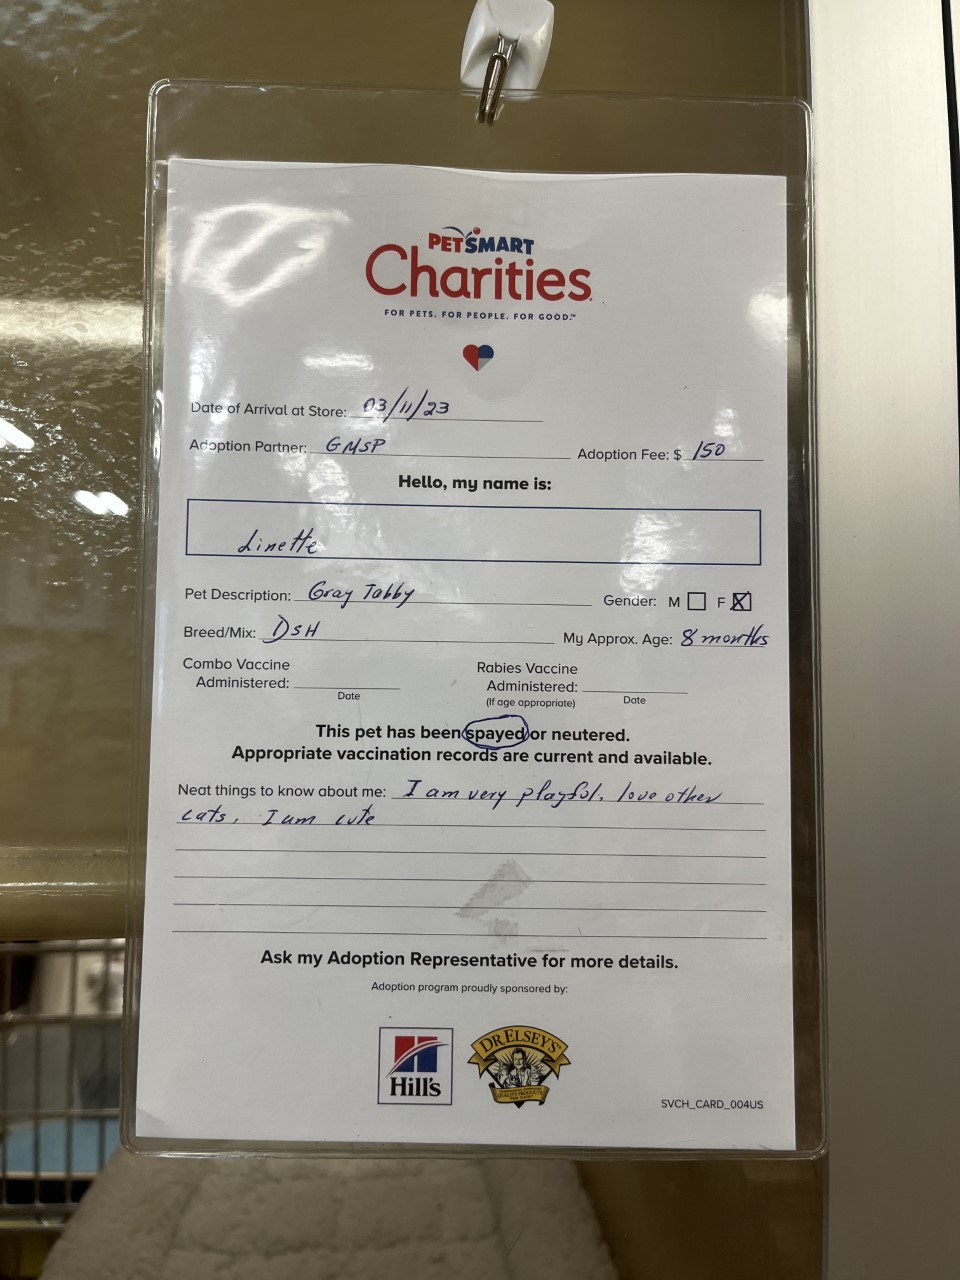 PETSMART
Charities
FOR PETS. FOR PEOPLE. FOR GOOD.™
Date of Arrival at Store: 03/11/23
Adoption Partner: GMSP Adoption Fee: $ 150
Hello, my name is:
Linette
Pet Description: Gray Tabby Gender: M F
Breed/Mix: DSH My Approx. Age: 8 months
Combo Vaccine Rabies Vaccine
Administered: Administered:
Date (If age appropriate) Date
This pet has been spayed or neutered.
Appropriate vaccination records are current and available.
Neat things to know about me: I am very playful, love other
cats, I am cute
Ask my Adoption Representative for more details.
Adoption program proudly sponsored by:
Hill's DR. ELSEY'S
QUALITY PRODUCTS
SVCH_CARD_004US